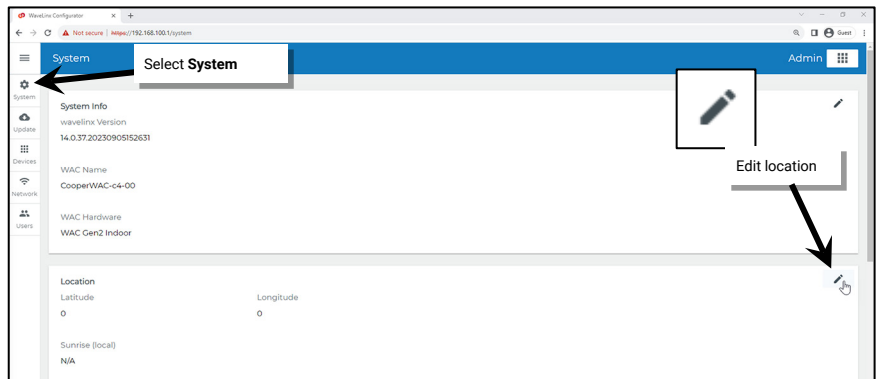 WaveLinx Configurator
Not secure | https://192.168.100.1/system
Guest
System
Select System
Admin
System
Update
Devices
Network
Users
System Info
wavelinx Version
14.0.37.20230905152631
WAC Name
CooperWAC-c4-00
WAC Hardware
WAC Gen2 Indoor
Edit location
Location
Latitude Longitude
0 0
Sunrise (local)
N/A